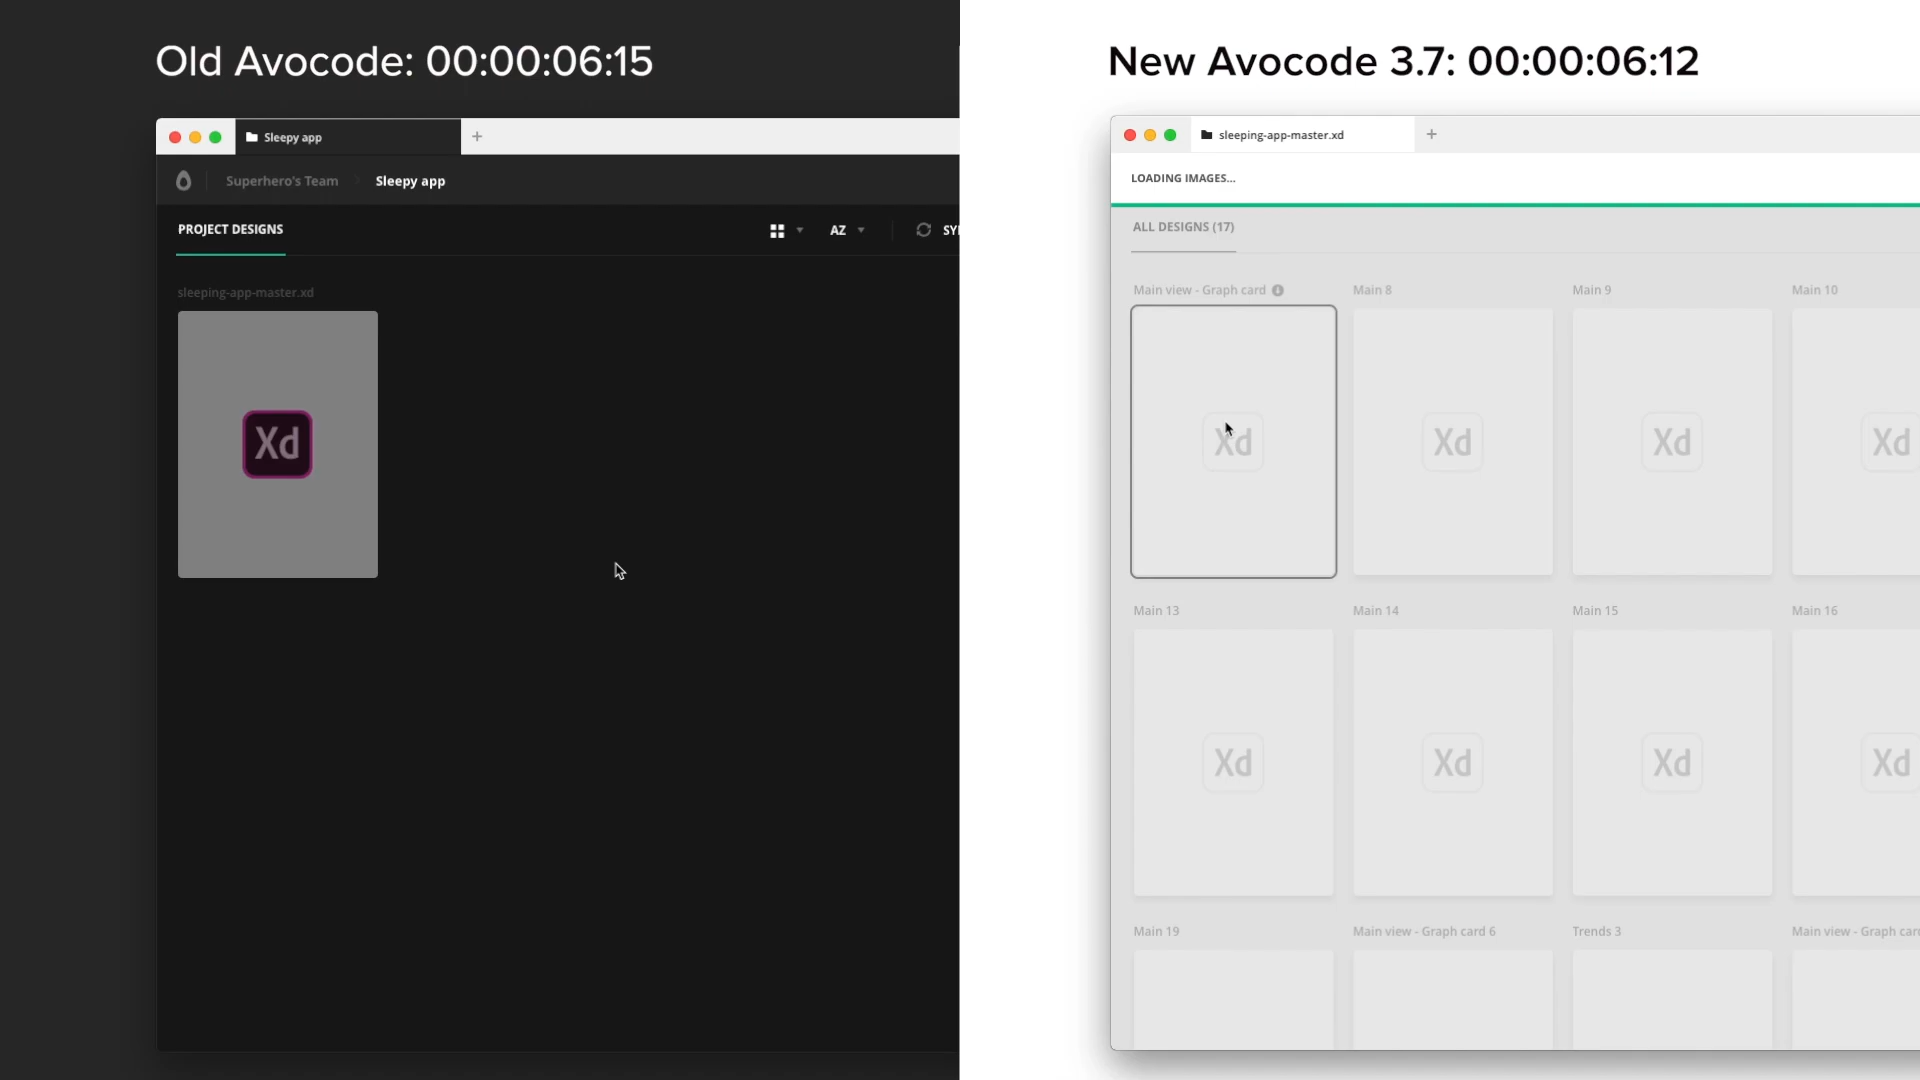 Old Avocode: 00:00:06:15
Sleepy app
Superhero's Team
Sleepy app
PROJECT DESIGNS
AZ
sleeping-app-master.xd
Xd
New Avocode 3.7: 00:00:06:12
sleeping-app-master.xd
LOADING IMAGES...
ALL DESIGNS (17)
Main view - Graph card
Main 8
Main 9
Main 10
Xd
Xd
Xd
Xd
Main 13
Main 14
Main 15
Main 16
Xd
Xd
Xd
Xd
Main 19
Main view - Graph card 6
Trends 3
Main view - Graph